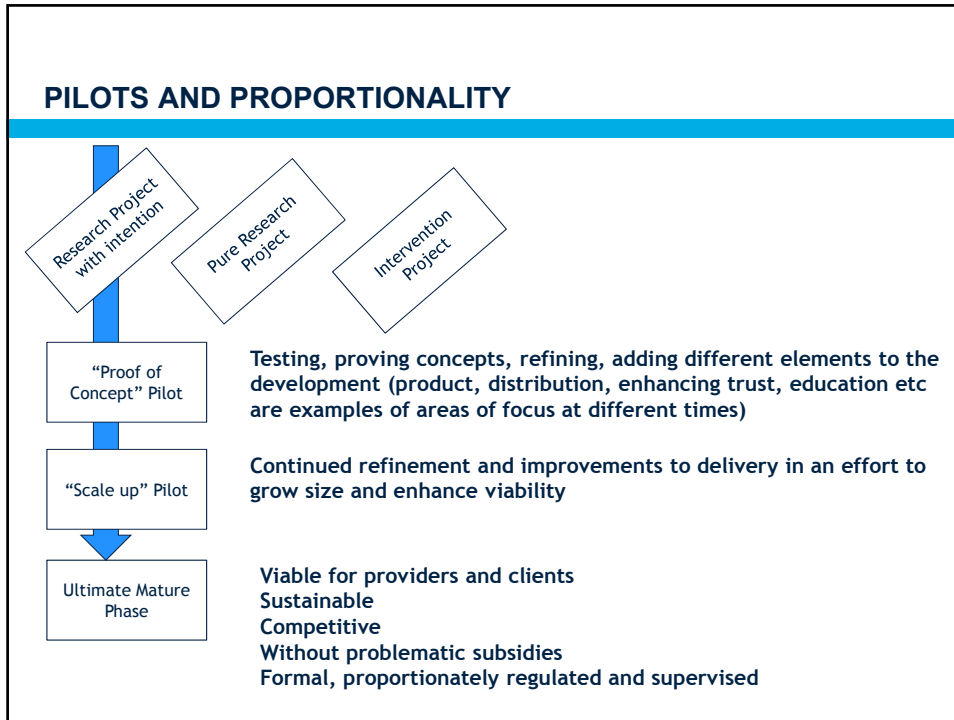 PILOTS AND PROPORTIONALITY
Research Project
with intention
Pure Research
Project
Intervention
Project
“Proof of
Concept” Pilot
Testing, proving concepts, refining, adding different elements to the
development (product, distribution, enhancing trust, education etc
are examples of areas of focus at different times)
“Scale up” Pilot
Continued refinement and improvements to delivery in an effort to
grow size and enhance viability
Ultimate Mature
Phase
Viable for providers and clients
Sustainable
Competitive
Without problematic subsidies
Formal, proportionately regulated and supervised